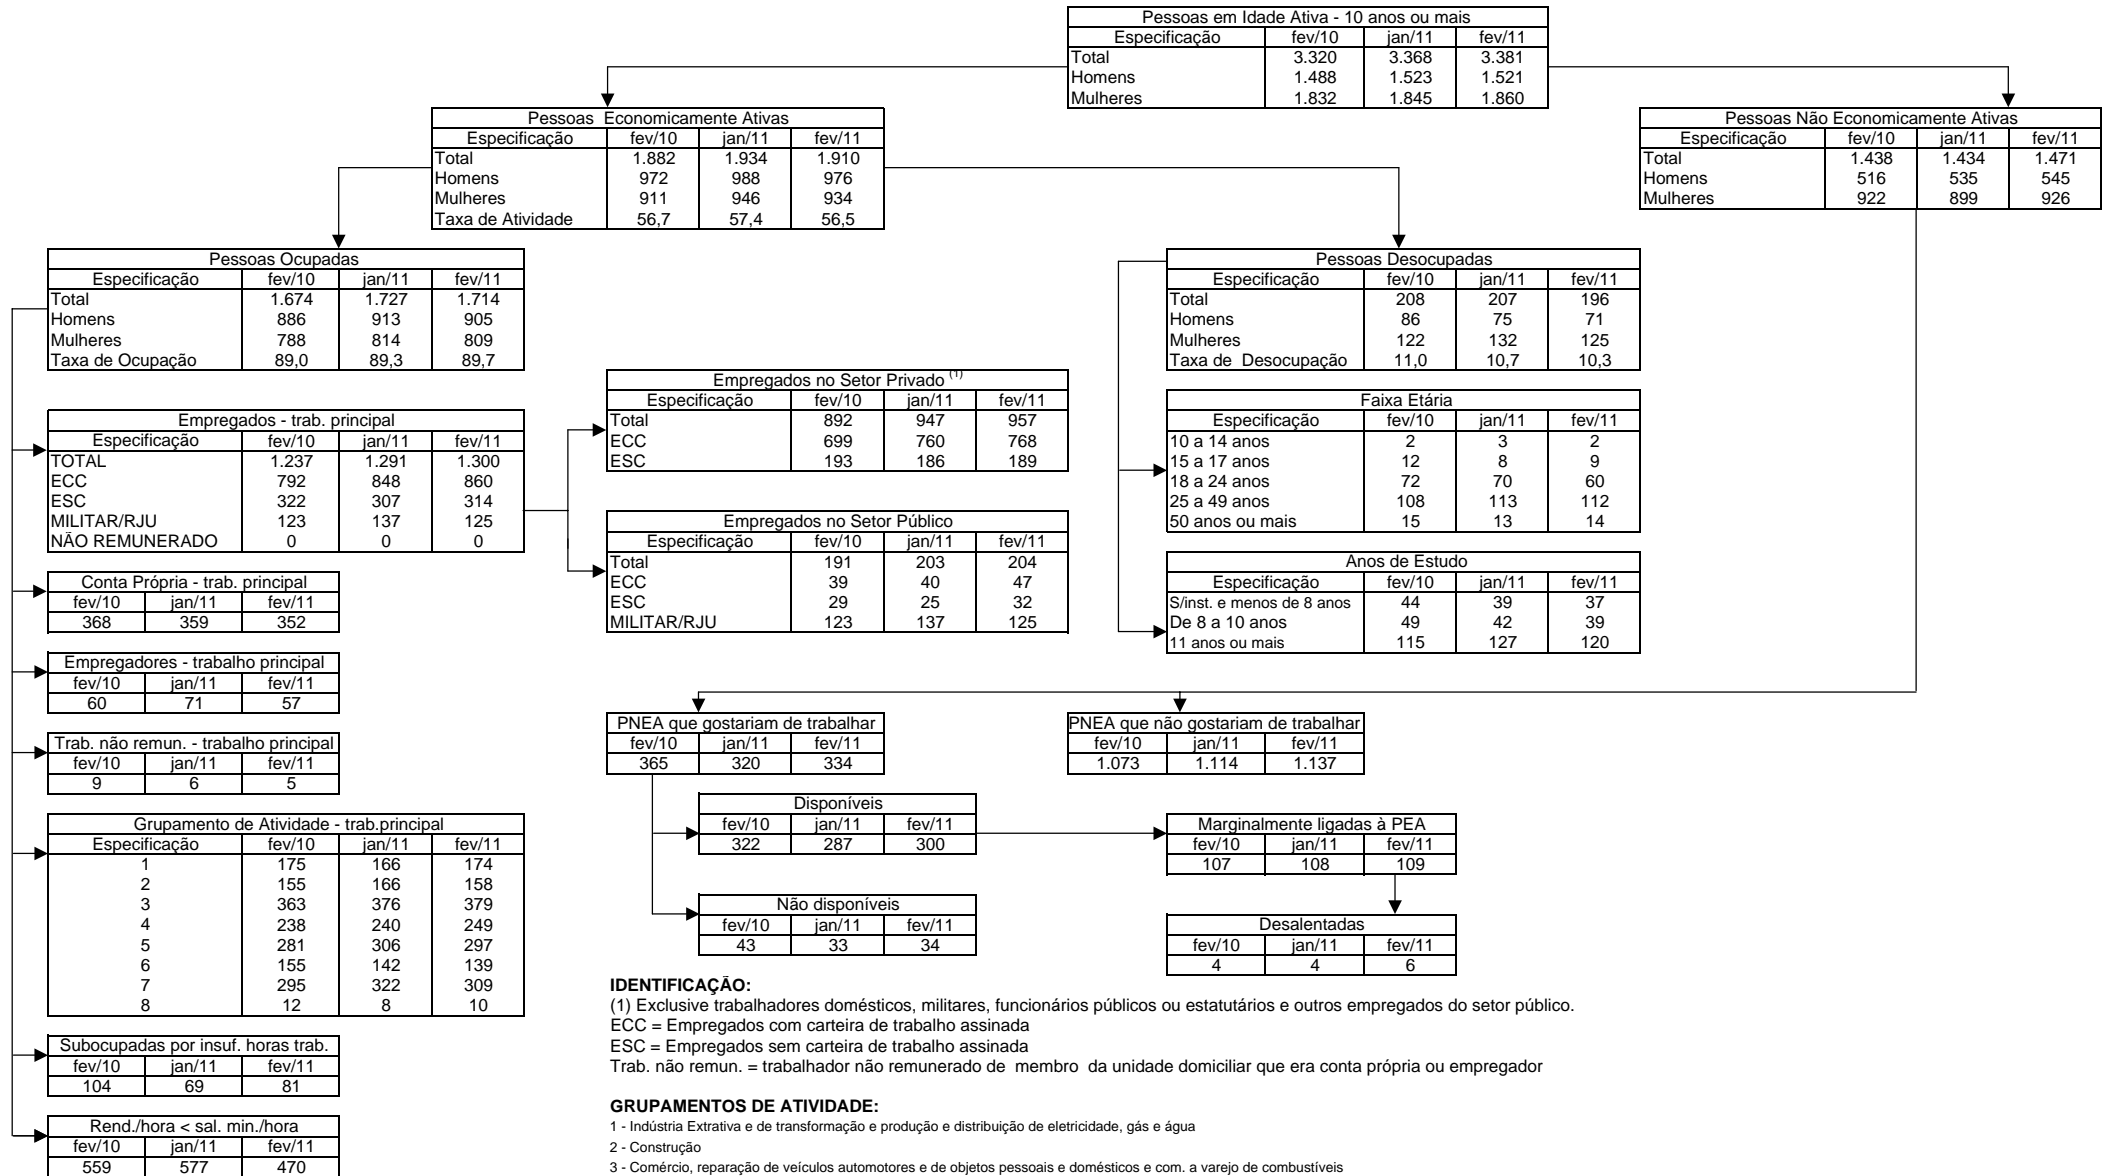 Pessoas em Idade Ativa - 10 anos ou mais
Especificação fev/10 jan/11 fev/11
Total 3.320 3.368 3.381
Homens 1.488 1.523 1.521
Mulheres 1.832 1.845 1.860
Pessoas Economicamente Ativas
Especificação fev/10 jan/11 fev/11
Total 1.882 1.934 1.910
Homens 972 988 976
Mulheres 911 946 934
Taxa de Atividade 56,7 57,4 56,5
Pessoas Não Economicamente Ativas
Especificação fev/10 jan/11 fev/11
Total 1.438 1.434 1.471
Homens 516 535 545
Mulheres 922 899 926
Pessoas Ocupadas
Especificação fev/10 jan/11 fev/11
Total 1.674 1.727 1.714
Homens 886 913 905
Mulheres 788 814 809
Taxa de Ocupação 89,0 89,3 89,7
Pessoas Desocupadas
Especificação fev/10 jan/11 fev/11
Total 208 207 196
Homens 86 75 71
Mulheres 122 132 125
Taxa de Desocupação 11,0 10,7 10,3
Empregados - trab. principal
Especificação fev/10 jan/11 fev/11
TOTAL 1.237 1.291 1.300
ECC 792 848 860
ESC 322 307 314
MILITAR/RJU 123 137 125
NÃO REMUNERADO 0 0 0
Empregados no Setor Privado (1)
Especificação fev/10 jan/11 fev/11
Total 892 947 957
ECC 699 760 768
ESC 193 186 189
Empregados no Setor Público
Especificação fev/10 jan/11 fev/11
Total 191 203 204
ECC 39 40 47
ESC 29 25 32
MILITAR/RJU 123 137 125
Faixa Etária
Especificação fev/10 jan/11 fev/11
10 a 14 anos 2 3 2
15 a 17 anos 12 8 9
18 a 24 anos 72 70 60
25 a 49 anos 108 113 112
50 anos ou mais 15 13 14
Anos de Estudo
Especificação fev/10 jan/11 fev/11
S/inst. e menos de 8 anos 44 39 37
De 8 a 10 anos 49 42 39
11 anos ou mais 115 127 120
Conta Própria - trab. principal
fev/10 jan/11 fev/11
368 359 352
Empregadores - trabalho principal
fev/10 jan/11 fev/11
60 71 57
Trab. não remun. - trabalho principal
fev/10 jan/11 fev/11
9 6 5
PNEA que gostariam de trabalhar
fev/10 jan/11 fev/11
365 320 334
PNEA que não gostariam de trabalhar
fev/10 jan/11 fev/11
1.073 1.114 1.137
Disponíveis
fev/10 jan/11 fev/11
322 287 300
Marginalmente ligadas à PEA
fev/10 jan/11 fev/11
107 108 109
Não disponíveis
fev/10 jan/11 fev/11
43 33 34
Desalentadas
fev/10 jan/11 fev/11
4 4 6
Grupamento de Atividade - trab.principal
Especificação fev/10 jan/11 fev/11
1 175 166 174
2 155 166 158
3 363 376 379
4 238 240 249
5 281 306 297
6 155 142 139
7 295 322 309
8 12 8 10
Subocupadas por insuf. horas trab.
fev/10 jan/11 fev/11
104 69 81
Rend./hora < sal. min./hora
fev/10 jan/11 fev/11
559 577 470
IDENTIFICAÇÃO:
(1) Exclusive trabalhadores domésticos, militares, funcionários públicos ou estatutários e outros empregados do setor público.
ECC = Empregados com carteira de trabalho assinada
ESC = Empregados sem carteira de trabalho assinada
Trab. não remun. = trabalhador não remunerado de membro da unidade domiciliar que era conta própria ou empregador
GRUPAMENTOS DE ATIVIDADE:
1 - Indústria Extrativa e de transformação e produção e distribuição de eletricidade, gás e água
2 - Construção
3 - Comércio, reparação de veículos automotores e de objetos pessoais e domésticos e com. a varejo de combustíveis